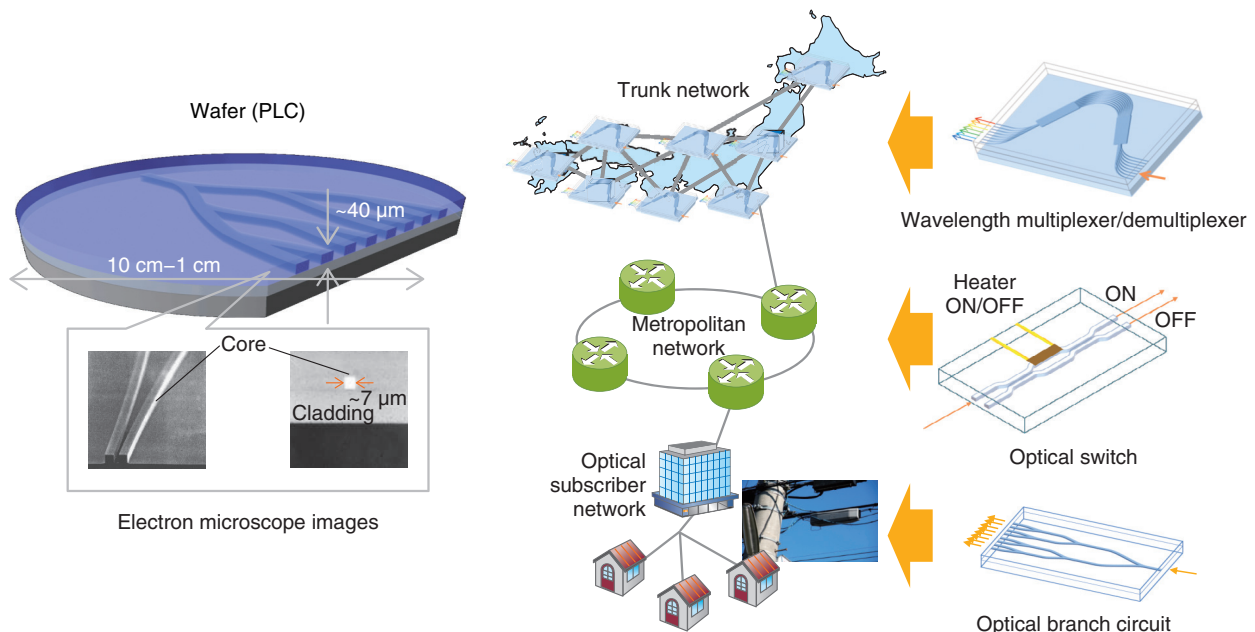 Wafer (PLC)
~40 μm
10 cm–1 cm
Core
~7 μm
Cladding
Electron microscope images
Trunk network
Metropolitan
network
Optical
subscriber
network
Wavelength multiplexer/demultiplexer
Heater
ON/OFF
ON
OFF
Optical switch
Optical branch circuit